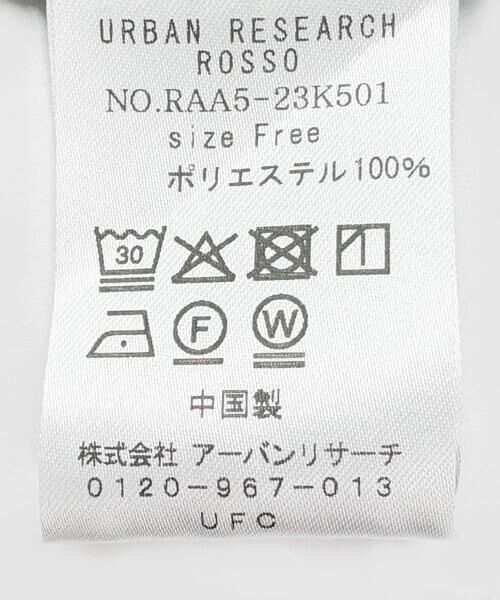 URBAN RESEARCH
ROSSO
NO.RAA5-23K501
size Free
ポリエステル100%
30
F W
中国製
株式会社 アーバンリサーチ
0120-967-013
UFC